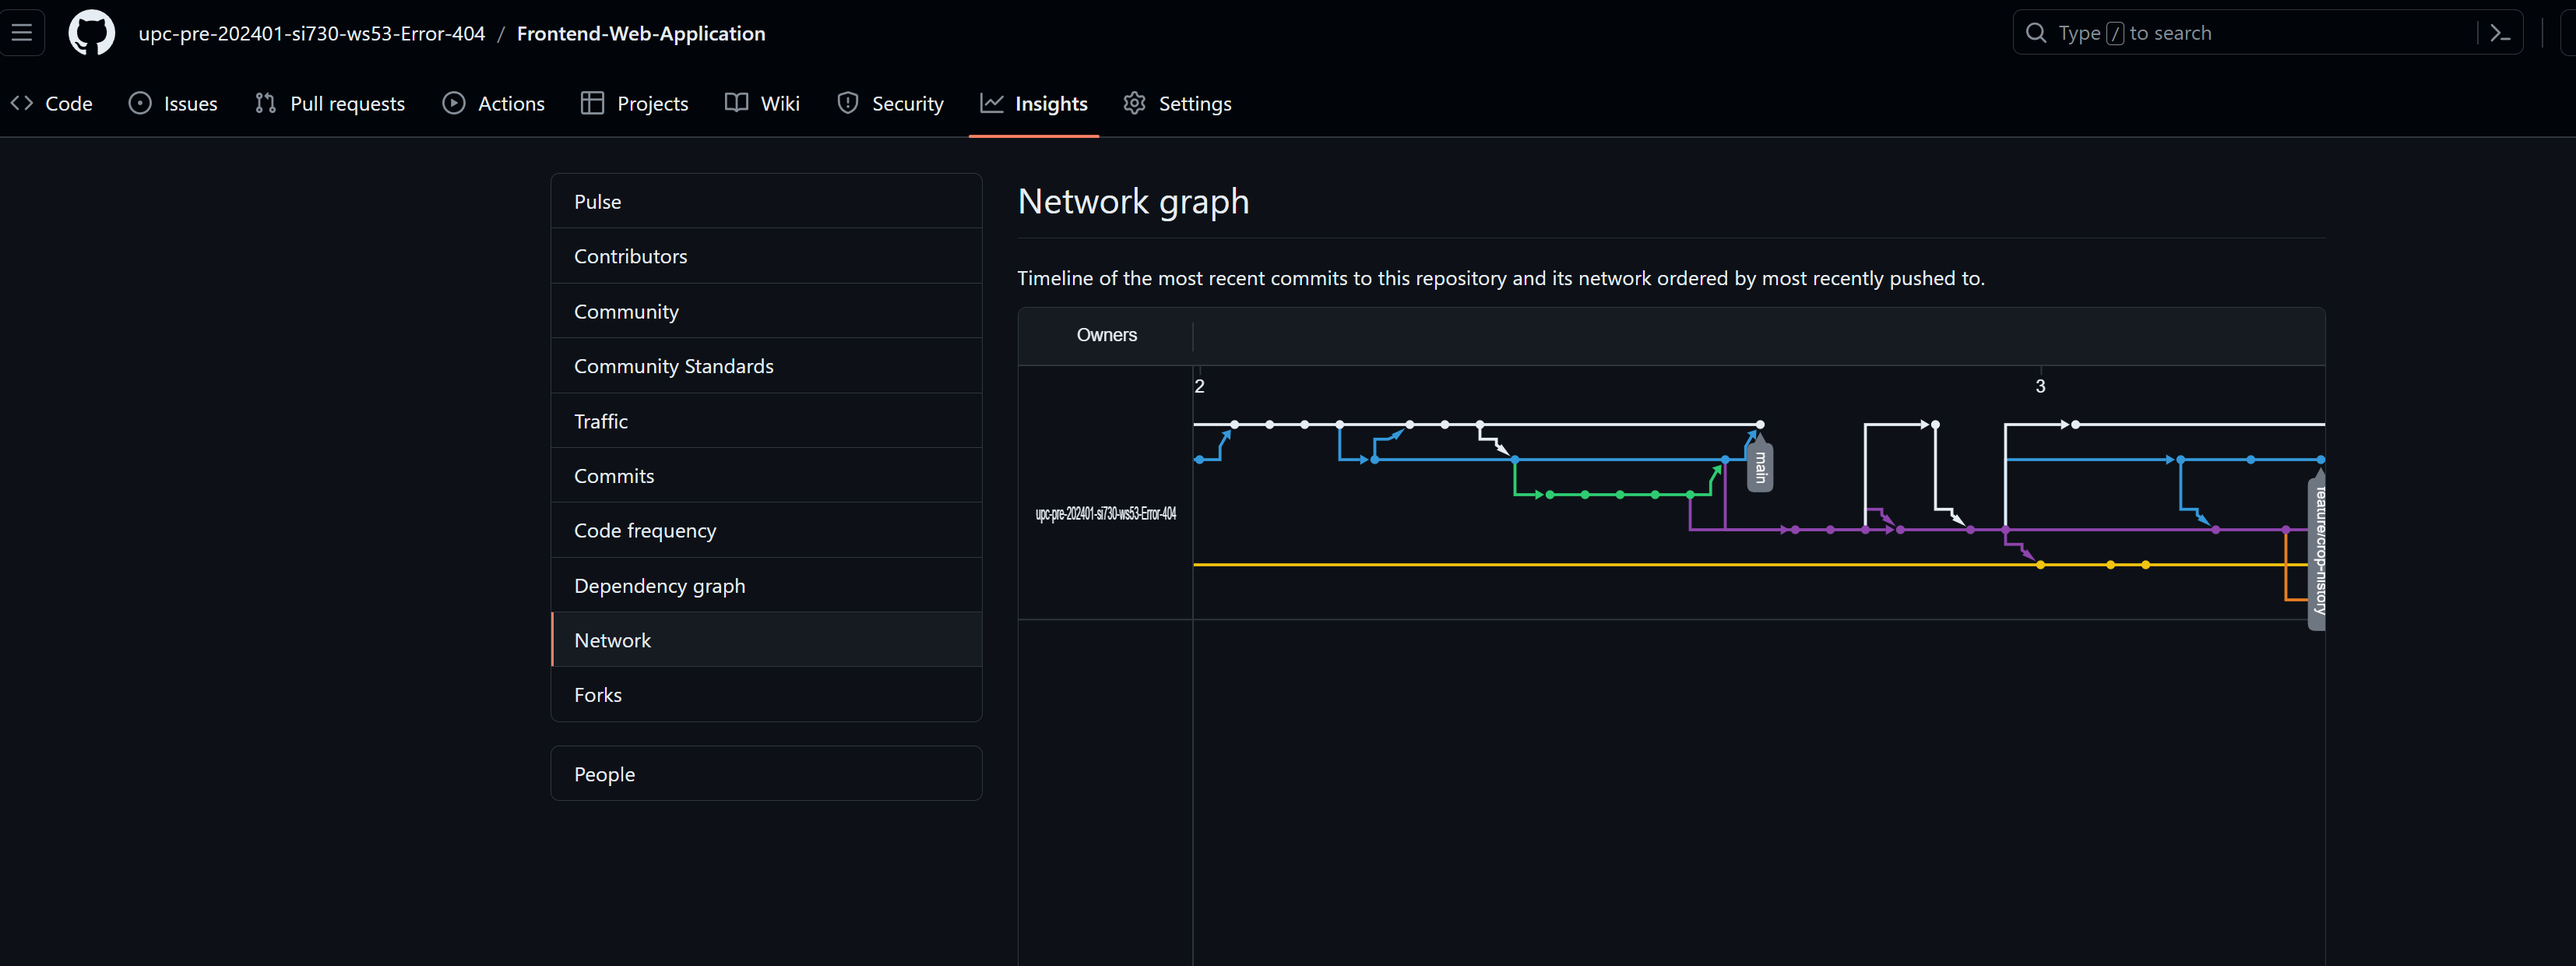 upc-pre-202401-si730-ws53-Error-404 / Frontend-Web-Application
Type / to search
Code Issues Pull requests Actions Projects Wiki Security Insights Settings
Pulse
Contributors
Community
Community Standards
Traffic
Commits
Code frequency
Dependency graph
Network
Forks
People
Network graph
Timeline of the most recent commits to this repository and its network ordered by most recently pushed to.
Owners
2 3
main
feature/crop-history
upc-pre-202401-si730-ws53-Error-404